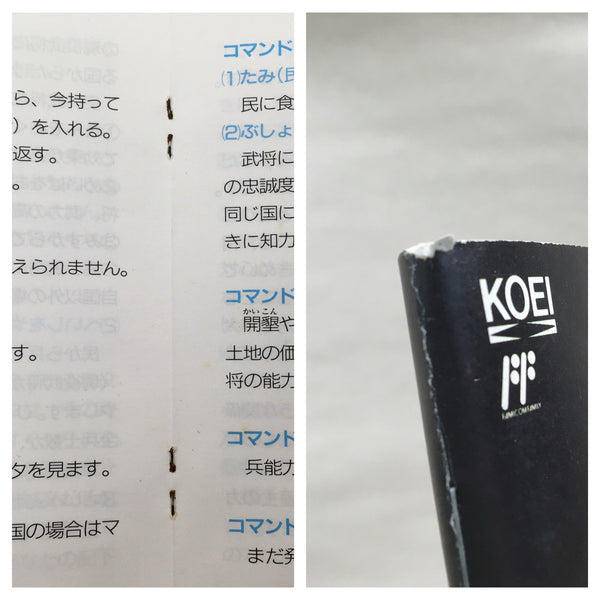 ら、今持って
）を入れる。
返す。
。
えられません。
す。
タを見ます。
国の場合はマ
コマンド
(1)たみ（民
民に食
(2)ぶしょ
武将に
の忠誠度
同じ国に
きに知力
コマンド
かいこん
開墾や
土地の価
将の能力
コマンド
兵能力
コマンド
まだ発
KOEI
FF
FAMICOM FAMILY